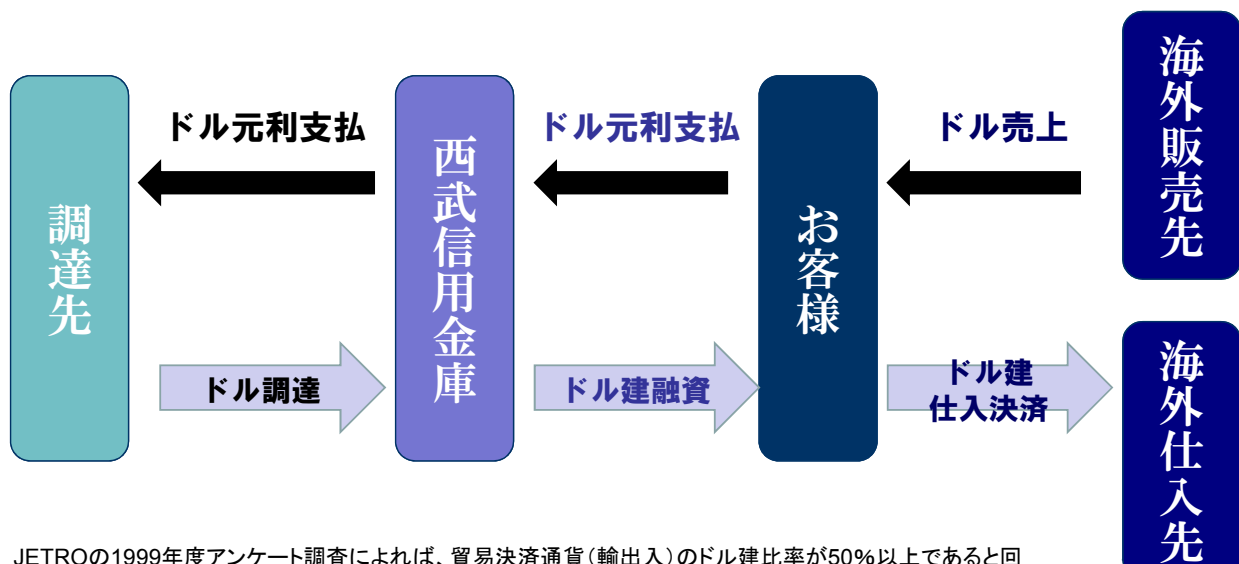 調達先
ドル元利支払
ドル調達
西武信用金庫
ドル元利支払
ドル建融資
お客様
ドル売上
ドル建
仕入決済
海外販売先
海外仕入先
JETROの1999年度アンケート調査によれば、貿易決済通貨(輸出入)のドル建比率が50%以上であると回